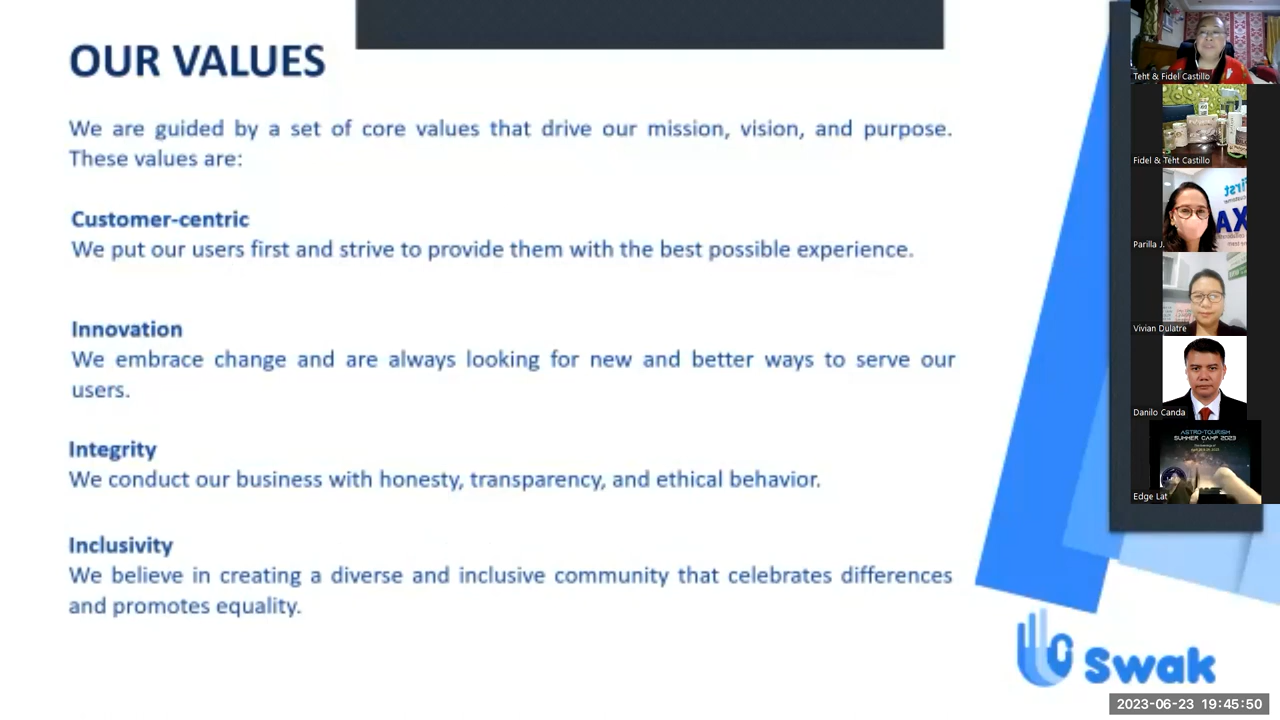 OUR VALUES
We are guided by a set of core values that drive our mission, vision, and purpose.
These values are:
Customer-centric
We put our users first and strive to provide them with the best possible experience.
Innovation
We embrace change and are always looking for new and better ways to serve our
users.
Integrity
We conduct our business with honesty, transparency, and ethical behavior.
Inclusivity
We believe in creating a diverse and inclusive community that celebrates differences
and promotes equality.
Swak
Teht & Fidel Castillo
Fidel & Teht Castillo
First
Parilla J.
Vivian Dulatre
Danilo Canda
ASTRO-TOURISM
SUMMER CAMP 2023
Edge Lat
2023-06-23 19:45:50